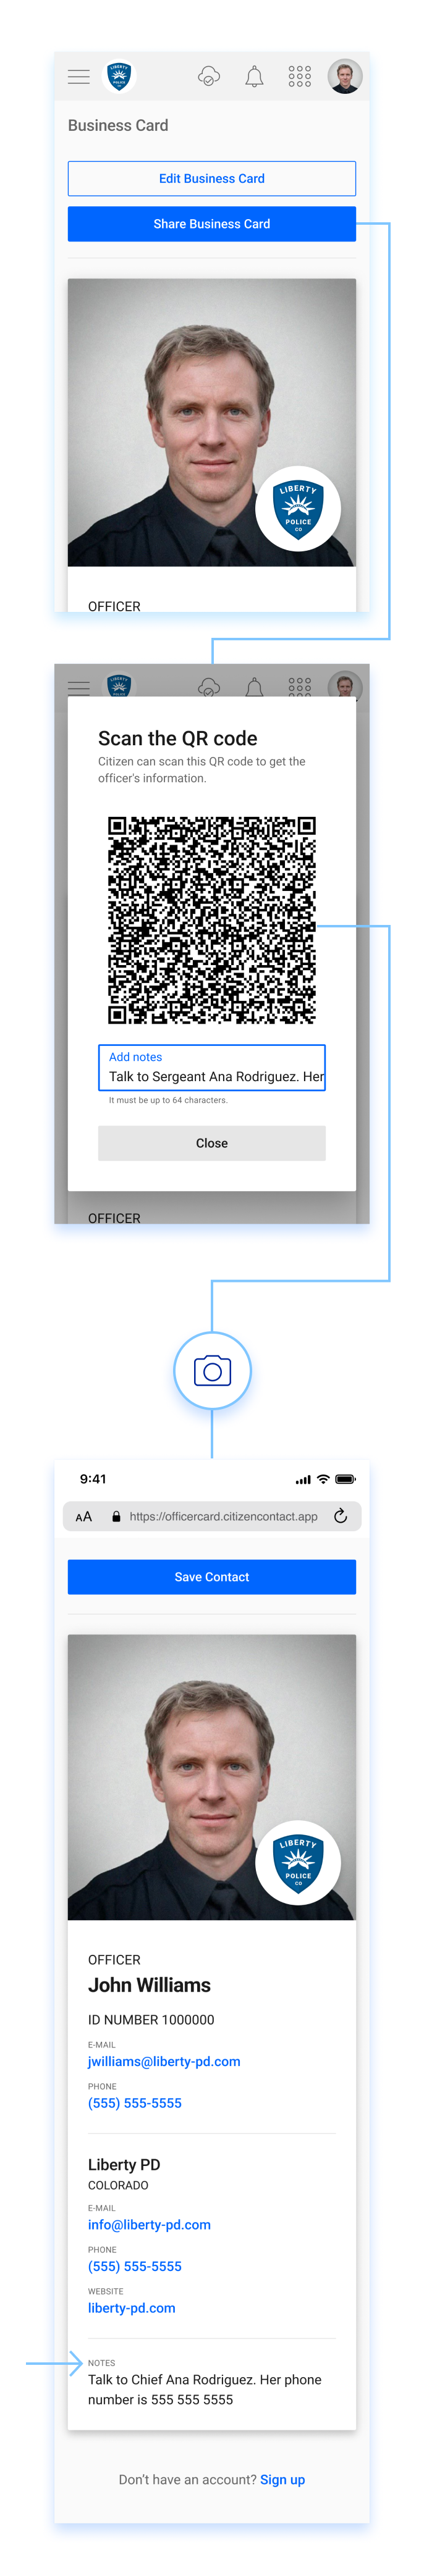 LIBERTY
Business Card
Edit Business Card
Share Business Card
LIBERTY
POLICE
CO
OFFICER
Scan the QR code
Citizen can scan this QR code to get the
officer's information.
Add notes
Talk to Sergeant Ana Rodriguez. Her
It must be up to 64 characters.
Close
OFFICER
9:41
AA https://officercard.citizencontact.app
Save Contact
LIBERTY
POLICE
CO
OFFICER
John Williams
ID NUMBER 1000000
E-MAIL
jwilliams@liberty-pd.com
PHONE
(555) 555-5555
Liberty PD
COLORADO
E-MAIL
info@liberty-pd.com
PHONE
(555) 555-5555
WEBSITE
liberty-pd.com
NOTES
Talk to Chief Ana Rodriguez. Her phone
number is 555 555 5555
Don't have an account? Sign up